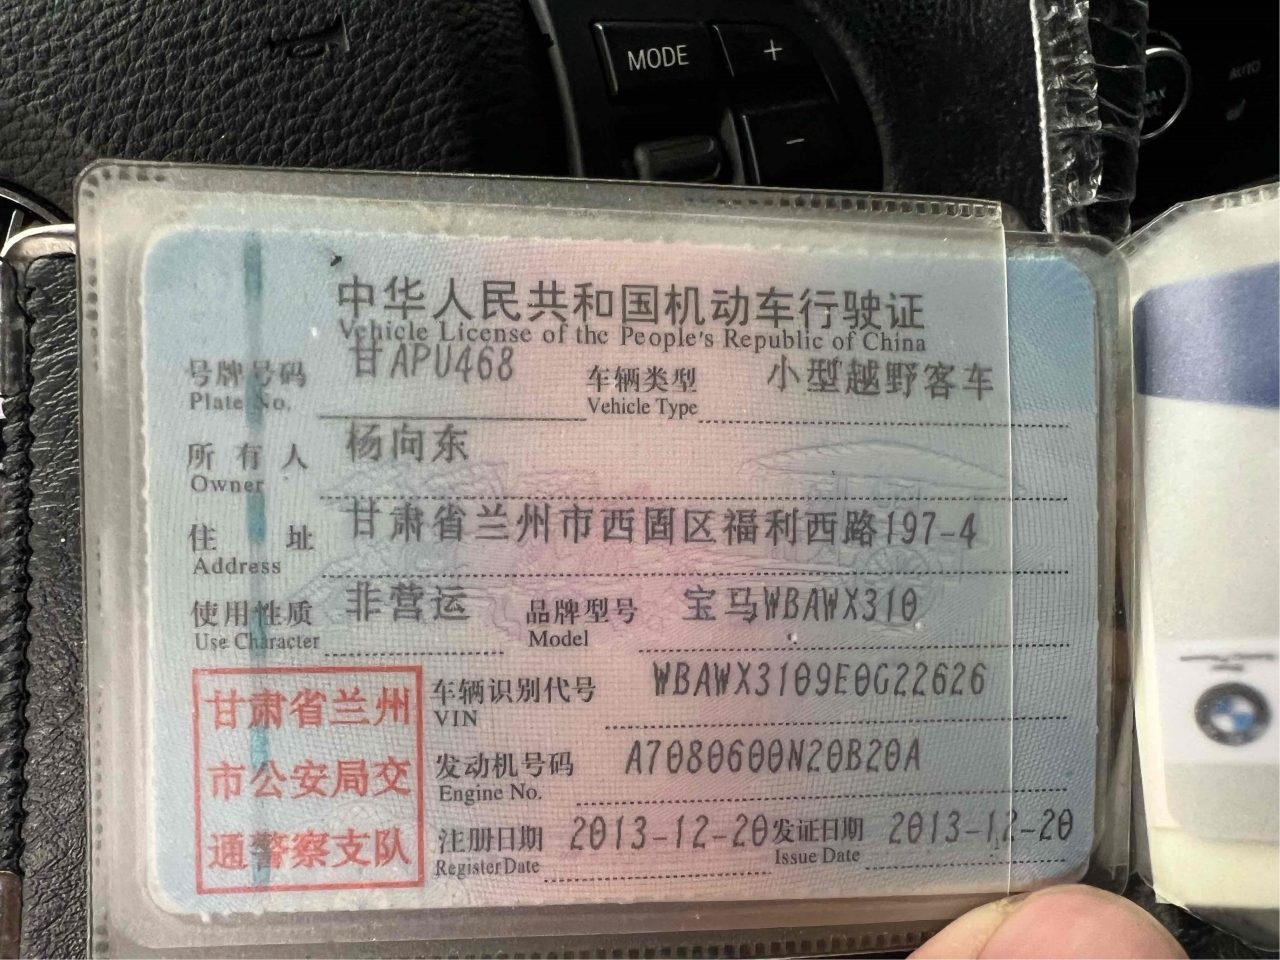 MODE
+
AUTO
−
中华人民共和国机动车行驶证
Vehicle License of the People's Republic of China
号牌号码 甘APU468 车辆类型 小型越野客车
Plate No. Vehicle Type
所有人 杨向东
Owner
住址 甘肃省兰州市西固区福利西路197-4
Address
使用性质 非营运 品牌型号 宝马WBAWX310
Use Character Model
甘肃省兰州
市公安局交
通警察支队
车辆识别代号 WBAWX3109E0G22626
VIN
发动机号码 A7080600N20B20A
Engine No.
注册日期 2013-12-20 发证日期 2013-12-20
Register Date Issue Date